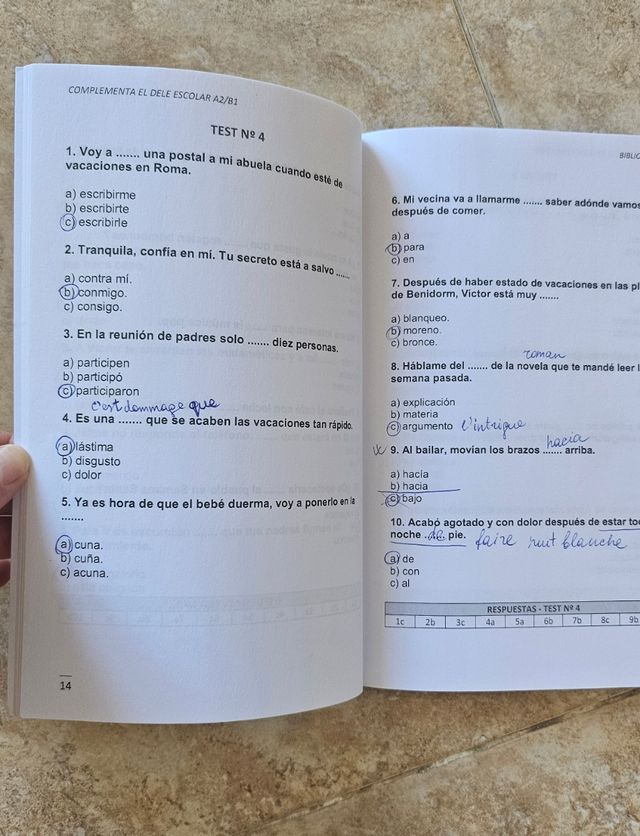 COMPLEMENTA EL DELE ESCOLAR A2/B1
TEST Nº 4
1. Voy a ....... una postal a mi abuela cuando esté de
vacaciones en Roma.
a) escribirme
b) escribirte
c) escribirle
2. Tranquila, confía en mí. Tu secreto está a salvo ......
a) contra mí.
b) conmigo.
c) consigo.
3. En la reunión de padres solo ....... diez personas.
a) participen
b) participó
c) participaron
c'est dommage que
4. Es una ....... que se acaben las vacaciones tan rápido.
a) lástima
b) disgusto
c) dolor
5. Ya es hora de que el bebé duerma, voy a ponerlo en la
.......
a) cuna.
b) cuña.
c) acuna.
14
6. Mi vecina va a llamarme ....... saber adónde vamos
después de comer.
a) a
b) para
c) en
7. Después de haber estado de vacaciones en las
de Benidorm, Víctor está muy .......
a) blanqueo.
b) moreno.
c) bronce.
roman
8. Háblame del ....... de la novela que te mandé leer
semana pasada.
a) explicación
b) materia
c) argumento l'intrigue
hacia
9. Al bailar, movían los brazos ....... arriba.
a) hacía
b) hacia
c) bajo
10. Acabó agotado y con dolor después de estar
noche de pie. faire nuit blanche
a) de
b) con
c) al
RESPUESTAS - TEST Nº 4
1c 2b 3c 4a 5a 6b 7b 8c 9b